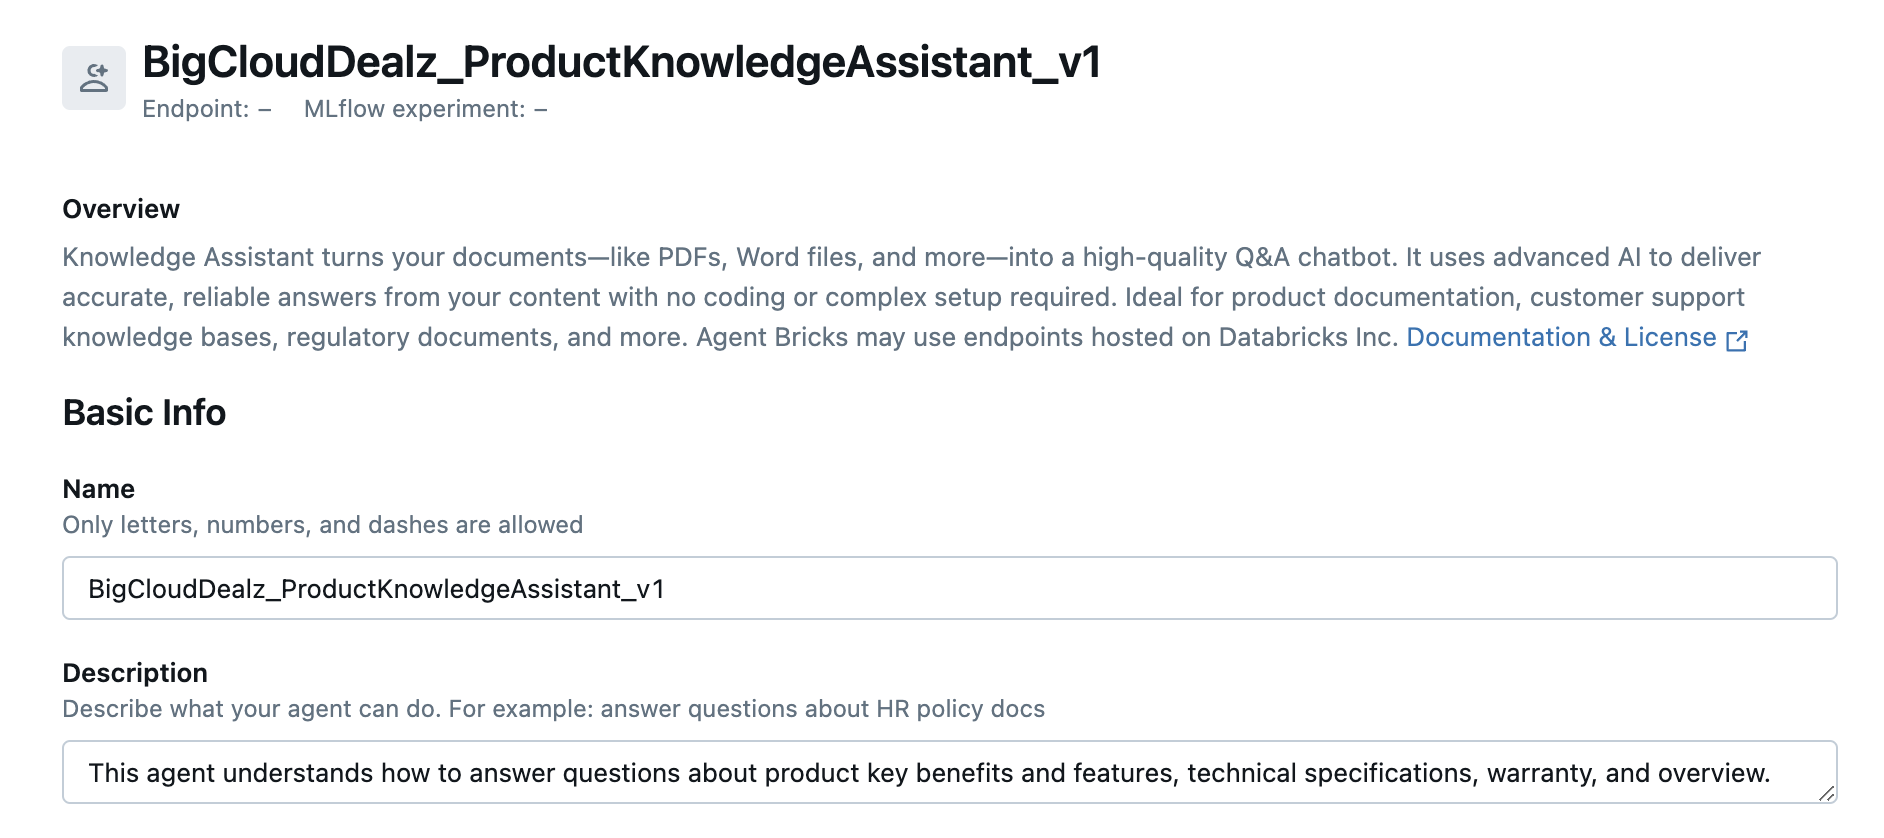 BigCloudDealz_ProductKnowledgeAssistant_v1
Endpoint: – MLflow experiment: –
Overview
Knowledge Assistant turns your documents—like PDFs, Word files, and more—into a high-quality Q&A chatbot. It uses advanced AI to deliver
accurate, reliable answers from your content with no coding or complex setup required. Ideal for product documentation, customer support
knowledge bases, regulatory documents, and more. Agent Bricks may use endpoints hosted on Databricks Inc. Documentation & License
Basic Info
Name
Only letters, numbers, and dashes are allowed
BigCloudDealz_ProductKnowledgeAssistant_v1
Description
Describe what your agent can do. For example: answer questions about HR policy docs
This agent understands how to answer questions about product key benefits and features, technical specifications, warranty, and overview.